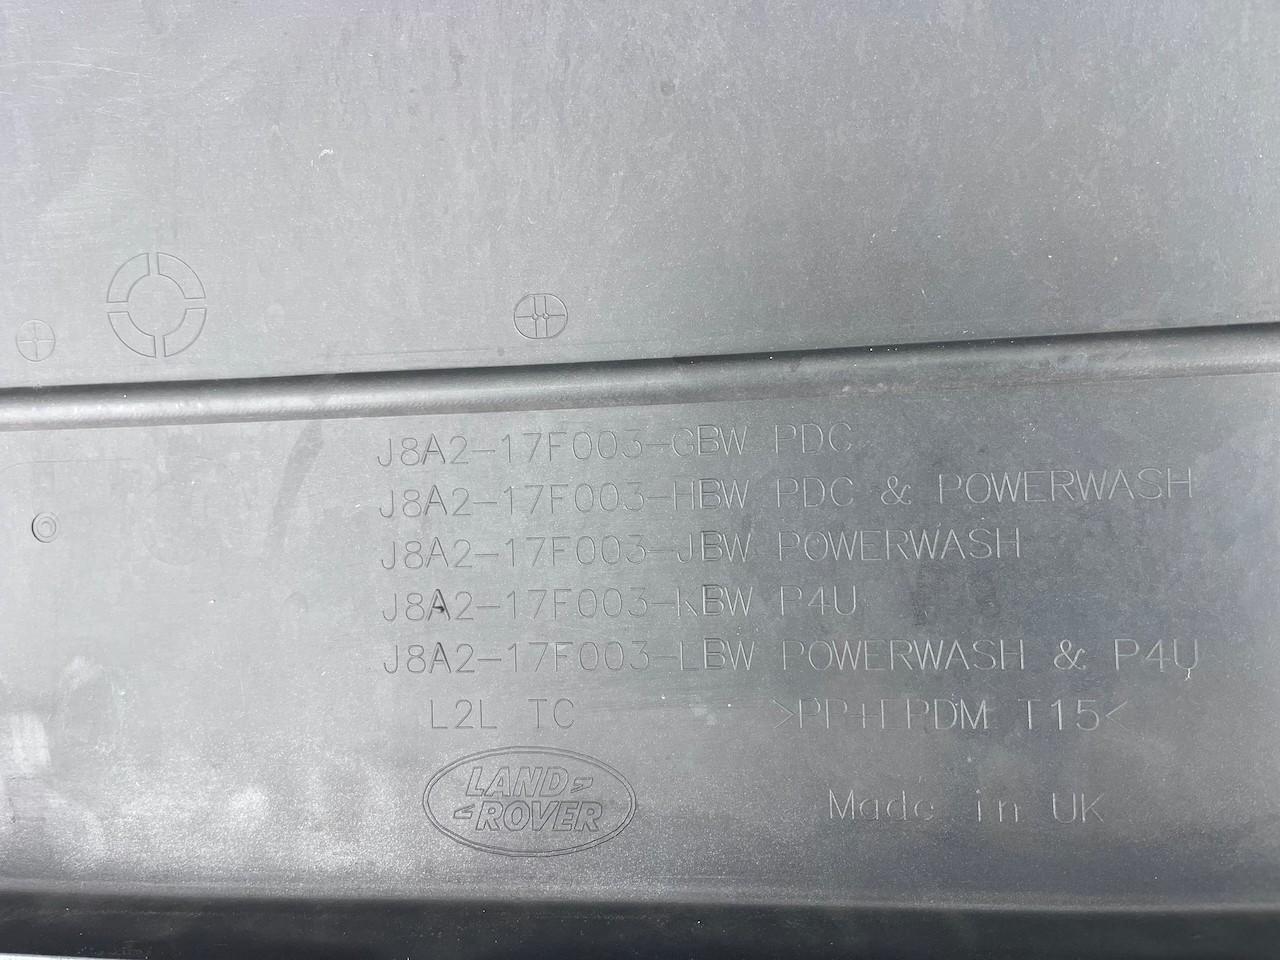 J8A2-17F003-GBW PDC
J8A2-17F003-HBW PDC & POWERWASH
J8A2-17F003-JBW POWERWASH
J8A2-17F003-KBW P4U
J8A2-17F003-LBW POWERWASH & P4U
L2L TC >PP+EPDM T15<
LAND
ROVER
Made in UK